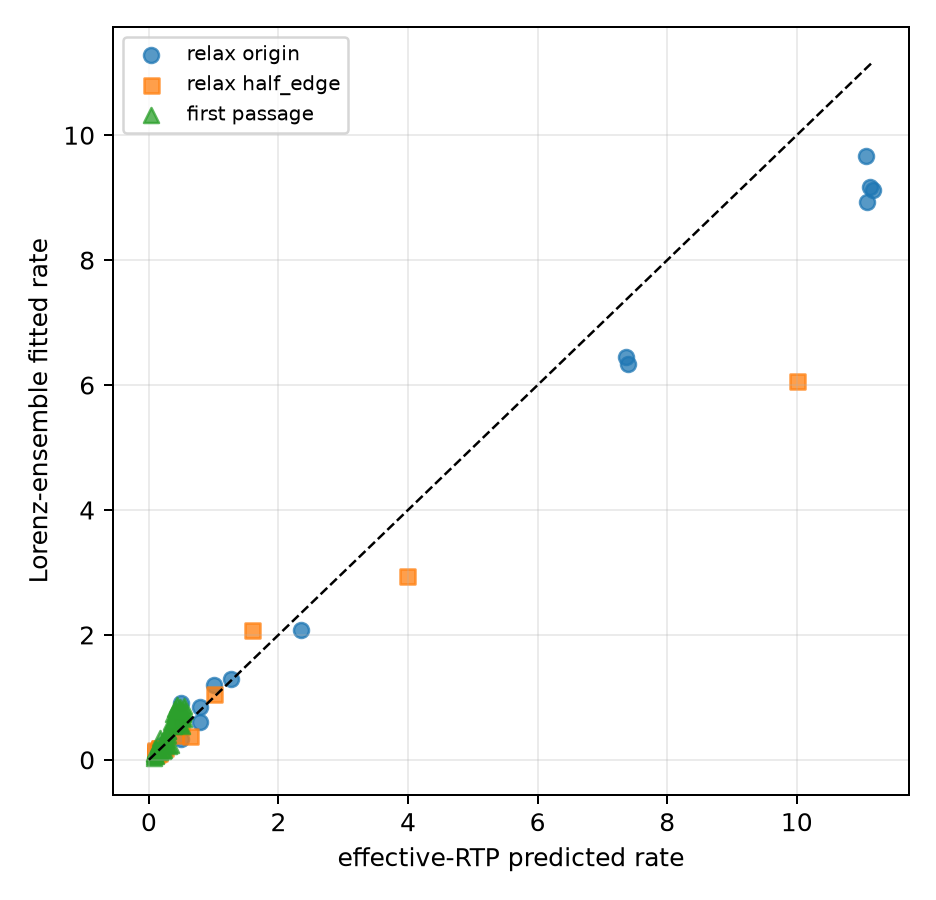 relax origin
relax half_edge
first passage
10
8
6
4
2
0
Lorenz-ensemble fitted rate
0 2 4 6 8 10
effective-RTP predicted rate